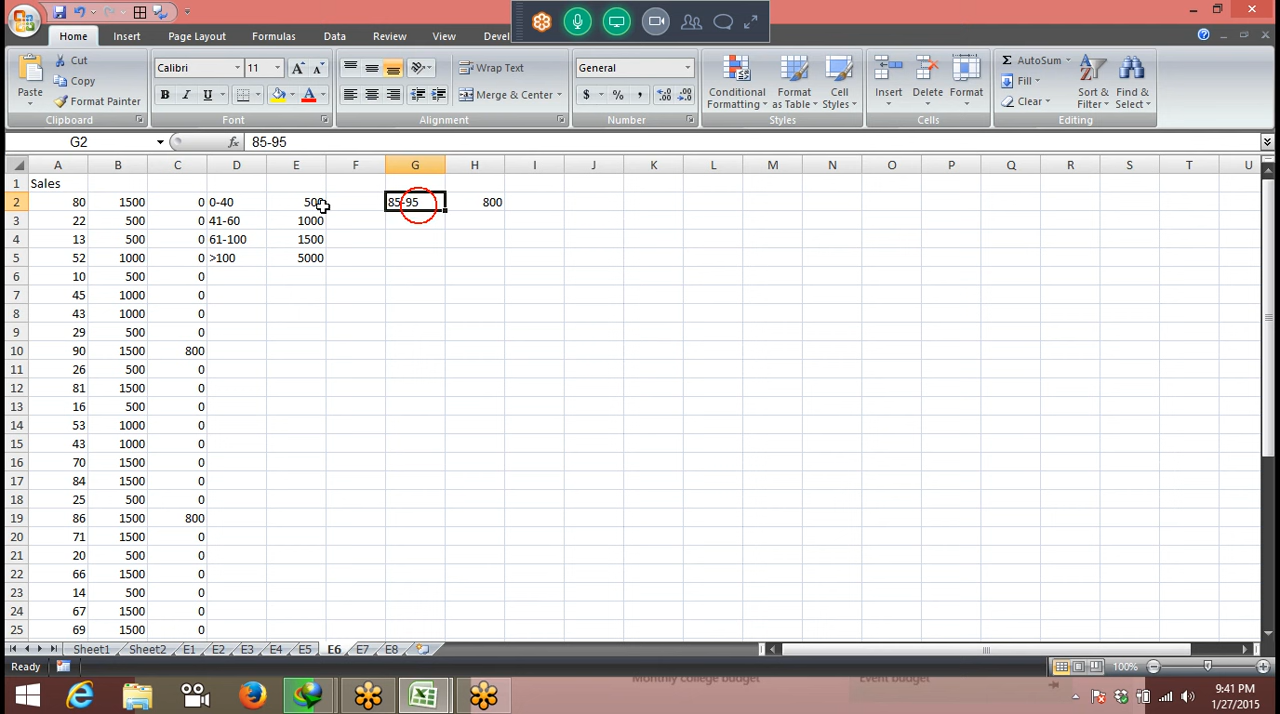 Home Insert Page Layout Formulas Data Review View Devel
Paste Cut Copy Format Painter
Calibri 11 Wrap Text General
B I U Merge & Center $ % ,
Conditional Formatting Format as Table Cell Styles Insert Delete Format
AutoSum Fill Clear Sort & Filter Find & Select
Clipboard Font Alignment Number Styles Cells Editing
G2 fx 85-95
A B C D E F G H I J K L M N O P Q R S T U
1 Sales
2 80 1500 0 0-40 500 85-95 800
3 22 500 0 41-60 1000
4 13 500 0 61-100 1500
5 52 1000 0 >100 5000
6 10 500 0
7 45 1000 0
8 43 1000 0
9 29 500 0
10 90 1500 800
11 26 500 0
12 81 1500 0
13 16 500 0
14 53 1000 0
15 43 1000 0
16 70 1500 0
17 84 1500 0
18 25 500 0
19 86 1500 800
20 71 1500 0
21 20 500 0
22 66 1500 0
23 14 500 0
24 67 1500 0
25 69 1500 0
Sheet1 Sheet2 E1 E2 E3 E4 E5 E6 E7 E8
Ready 100%
Monthly college budget Event budget
9:41 PM
1/27/2015